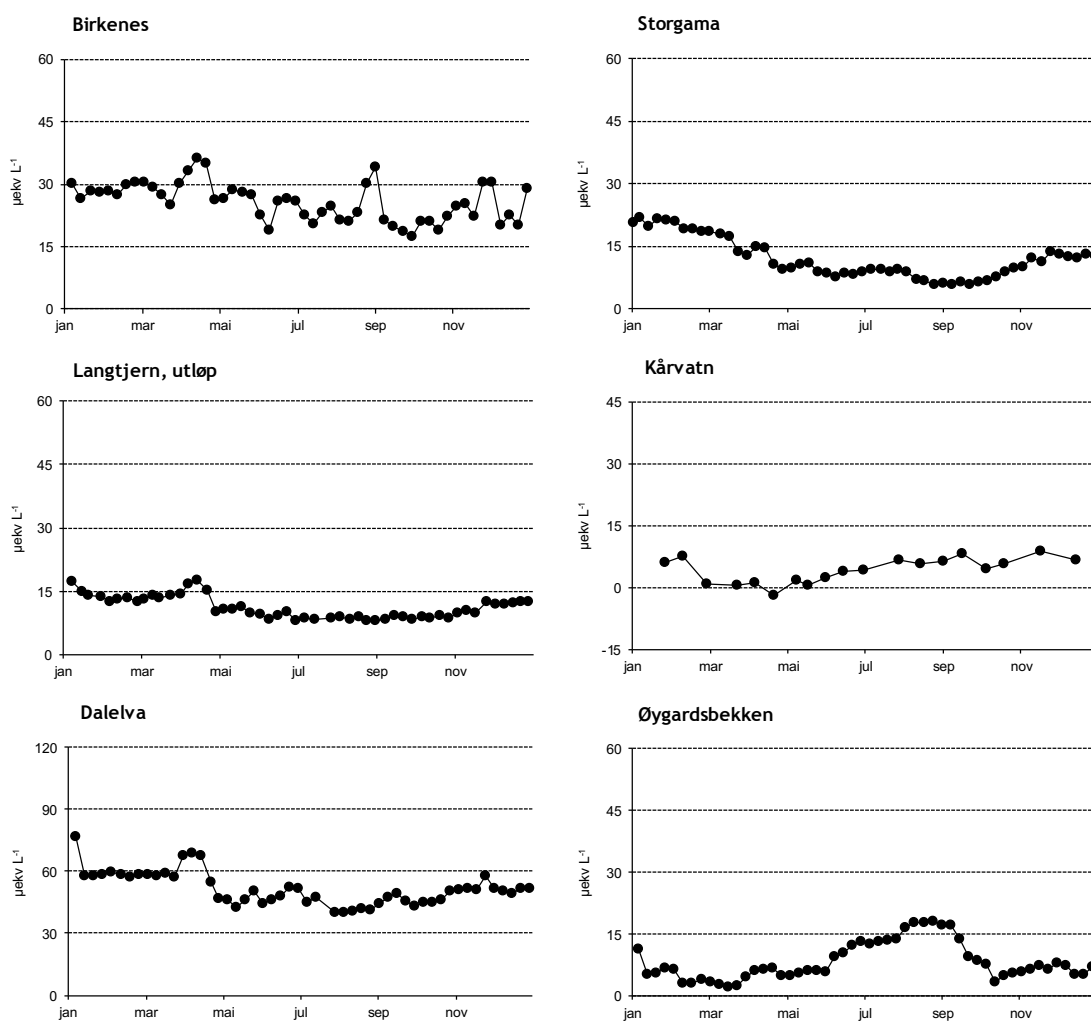 Birkenes
60
45
30
15
0
µekv L-1
jan mar mai jul sep nov
Storgama
60
45
30
15
0
µekv L-1
jan mar mai jul sep nov
Langtjern, utløp
60
45
30
15
0
µekv L-1
jan mar mai jul sep nov
Kårvatn
45
30
15
0
-15
µekv L-1
jan mar mai jul sep nov
Dalelva
120
90
60
30
0
µekv L-1
jan mar mai jul sep nov
Øygardsbekken
60
45
30
15
0
µekv L-1
jan mar mai jul sep nov